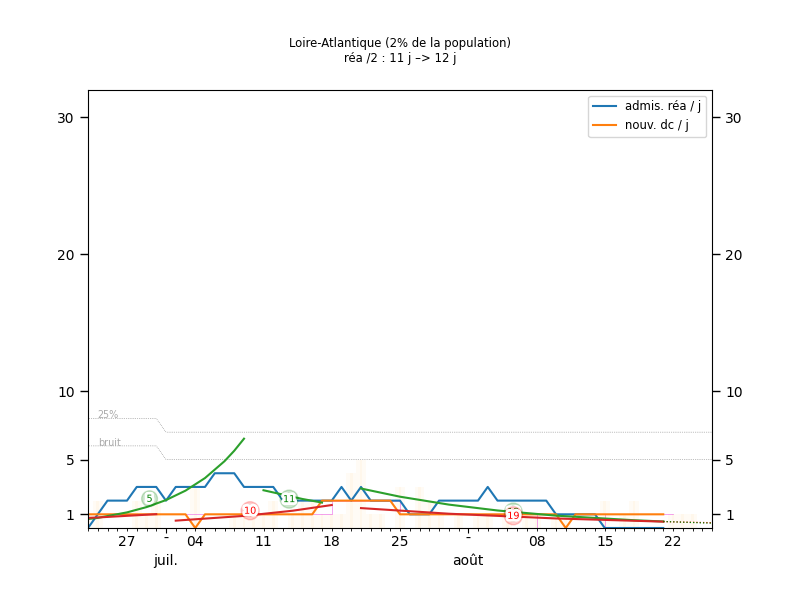 Loire-Atlantique (2% de la population)
réa /2 : 11 j –> 12 j
admis. réa / j
nouv. dc / j
30 30
20 20
10 10
25%
bruit
5 5
5 11 10 19
1 1
27 - 04 11 18 25 - 08 15 22
juil. août